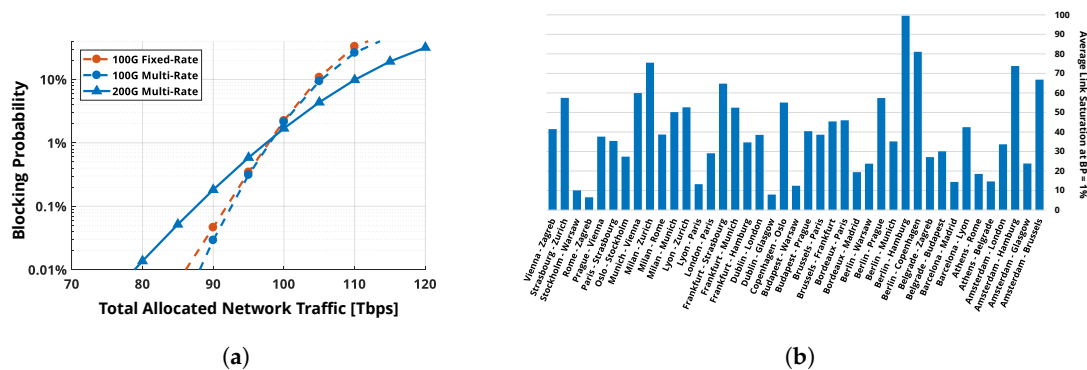 10%
1%
0.1%
0.01%
70
80
90
100
110
120
Blocking Probability
Total Allocated Network Traffic [Tbps]
100G Fixed-Rate
100G Multi-Rate
200G Multi-Rate
(a)
100
90
80
70
60
50
40
30
20
10
0
Average Link Saturation at BP = 1%
Vienna - Zagreb
Strasbourg - Zurich
Stockholm - Warsaw
Rome - Zagreb
Prague - Vienna
Paris - Strasbourg
Oslo - Stockholm
Munich - Vienna
Milan - Zurich
Milan - Rome
Milan - Munich
Lyon - Zurich
Lyon - Paris
London - Paris
Frankfurt - Strasbourg
Frankfurt - Munich
Frankfurt - Hamburg
Dublin - London
Dublin - Glasgow
Copenhagen - Oslo
Budapest - Warsaw
Budapest - Prague
Brussels - Paris
Brussels - Frankfurt
Bordeaux - Paris
Bordeaux - Madrid
Berlin - Warsaw
Berlin - Prague
Berlin - Munich
Berlin - Hamburg
Berlin - Copenhagen
Belgrade - Zagreb
Belgrade - Budapest
Barcelona - Madrid
Barcelona - Lyon
Athens - Rome
Athens - Belgrade
Amsterdam - London
Amsterdam - Hamburg
Amsterdam - Glasgow
Amsterdam - Brussels
(b)